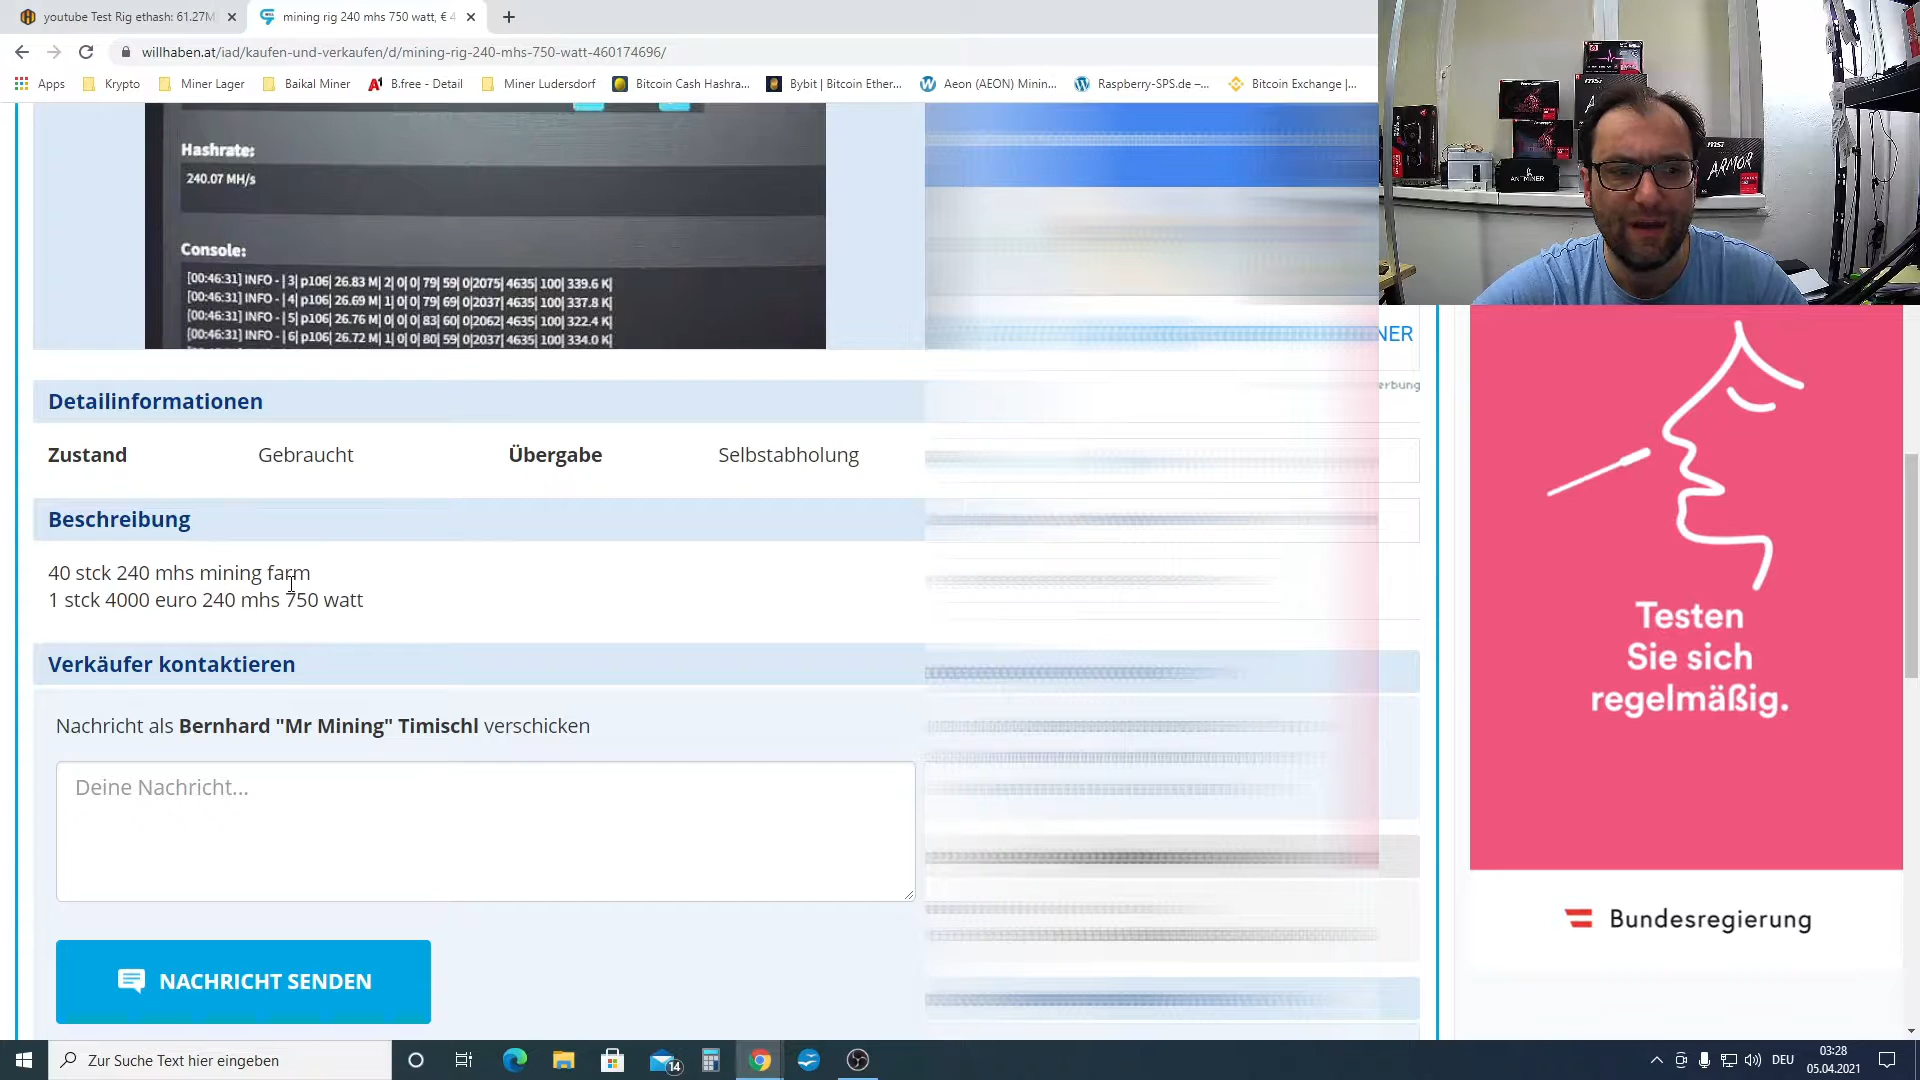 youtube Test Rig ethash: 61.27M
mining rig 240 mhs 750 watt, € 4
willhaben.at/iad/kaufen-und-verkaufen/d/mining-rig-240-mhs-750-watt-460174696/
Apps
Krypto
Miner Lager
Baikal Miner
B.free - Detail
Miner Ludersdorf
Bitcoin Cash Hashra...
Bybit | Bitcoin Ether...
Aeon (AEON) Minin...
Raspberry-SPS.de –...
Bitcoin Exchange |...
Hashrate:
240.07 MH/s
Console:
[00:46:31] INFO - | 3| p106| 26.83 M| 2| 0| 0| 79| 59| 0|2075| 4635| 100| 339.6 K|
[00:46:31] INFO - | 4| p106| 26.69 M| 1| 0| 0| 79| 69| 0|2037| 4635| 100| 337.8 K|
[00:46:31] INFO - | 5| p106| 26.76 M| 0| 0| 0| 83| 60| 0|2062| 4635| 100| 322.4 K|
[00:46:31] INFO - | 6| p106| 26.72 M| 1| 0| 0| 80| 59| 0|2037| 4635| 100| 334.0 K|
msi
ARMOR
ANTMINER
NER
erbung
Detailinformationen
Zustand Gebraucht Übergabe Selbstabholung
Beschreibung
40 stck 240 mhs mining farm
1 stck 4000 euro 240 mhs 750 watt
Verkäufer kontaktieren
Nachricht als Bernhard "Mr Mining" Timischl verschicken
Deine Nachricht...
NACHRICHT SENDEN
Testen
Sie sich
regelmäßig.
Bundesregierung
Zur Suche Text hier eingeben
14
DEU
03:28
05.04.2021